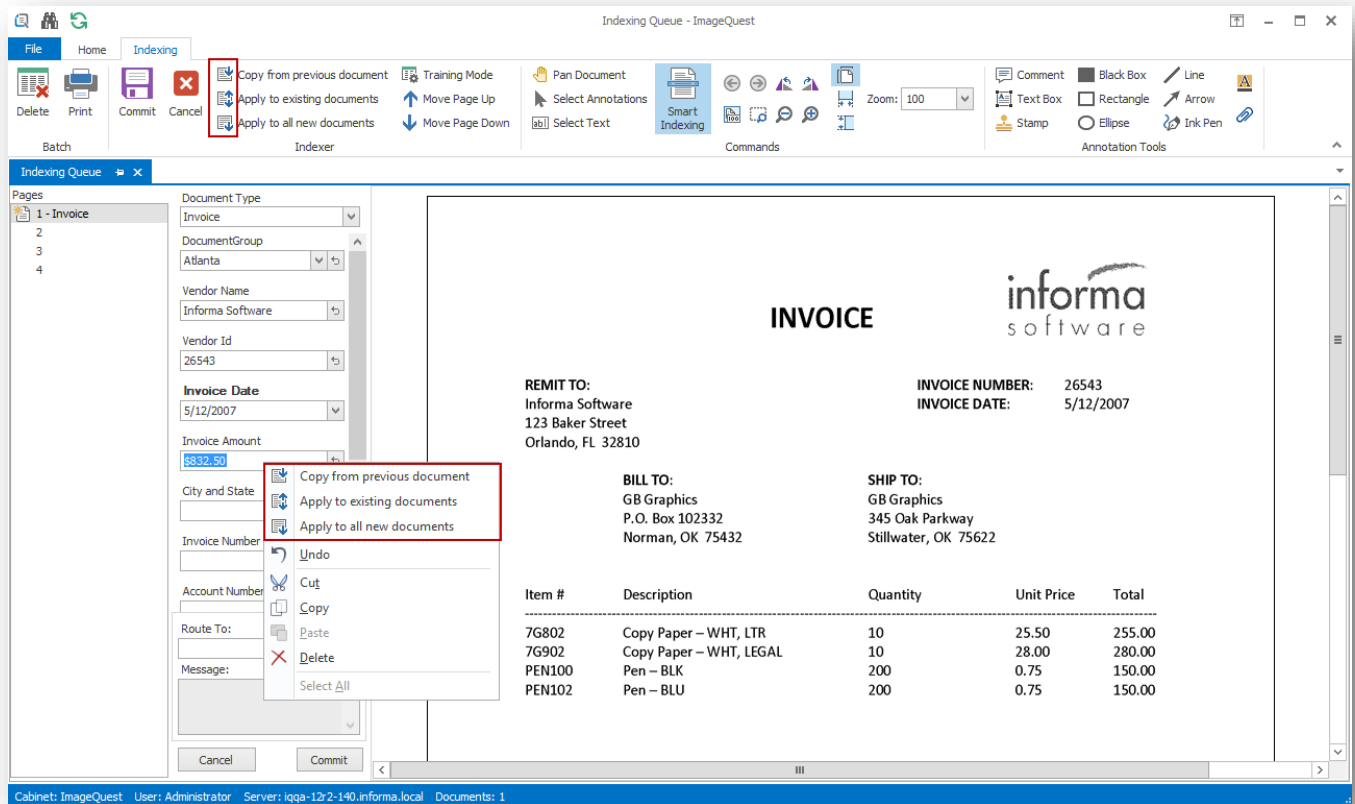 Indexing Queue - ImageQuest
File Home Indexing
Copy from previous document Training Mode Pan Document Comment Black Box Line A
Apply to existing documents Move Page Up Select Annotations Zoom: 100 Text Box Rectangle Arrow
Delete Print Commit Cancel Apply to all new documents Move Page Down ab| Select Text Smart Indexing Stamp Ellipse Ink Pen
Batch Indexer Commands Annotation Tools
Indexing Queue
Pages
1 - Invoice
2
3
4
Document Type
Invoice
DocumentGroup
Atlanta
Vendor Name
Informa Software
Vendor Id
26543
Invoice Date
5/12/2007
Invoice Amount
$832.50
City and State
Invoice Number
Account Number
Route To:
Message:
Cancel Commit
Copy from previous document
Apply to existing documents
Apply to all new documents
Undo
Cut
Copy
Paste
Delete
Select All
informa
software
INVOICE
REMIT TO: INVOICE NUMBER: 26543
Informa Software INVOICE DATE: 5/12/2007
123 Baker Street
Orlando, FL 32810
BILL TO: SHIP TO:
GB Graphics GB Graphics
P.O. Box 102332 345 Oak Parkway
Norman, OK 75432 Stillwater, OK 75622
Item # Description Quantity Unit Price Total
7G802 Copy Paper – WHT, LTR 10 25.50 255.00
7G902 Copy Paper – WHT, LEGAL 10 28.00 280.00
PEN100 Pen – BLK 200 0.75 150.00
PEN102 Pen – BLU 200 0.75 150.00
Cabinet: ImageQuest User: Administrator Server: iqqa-12r2-140.informa.local Documents: 1